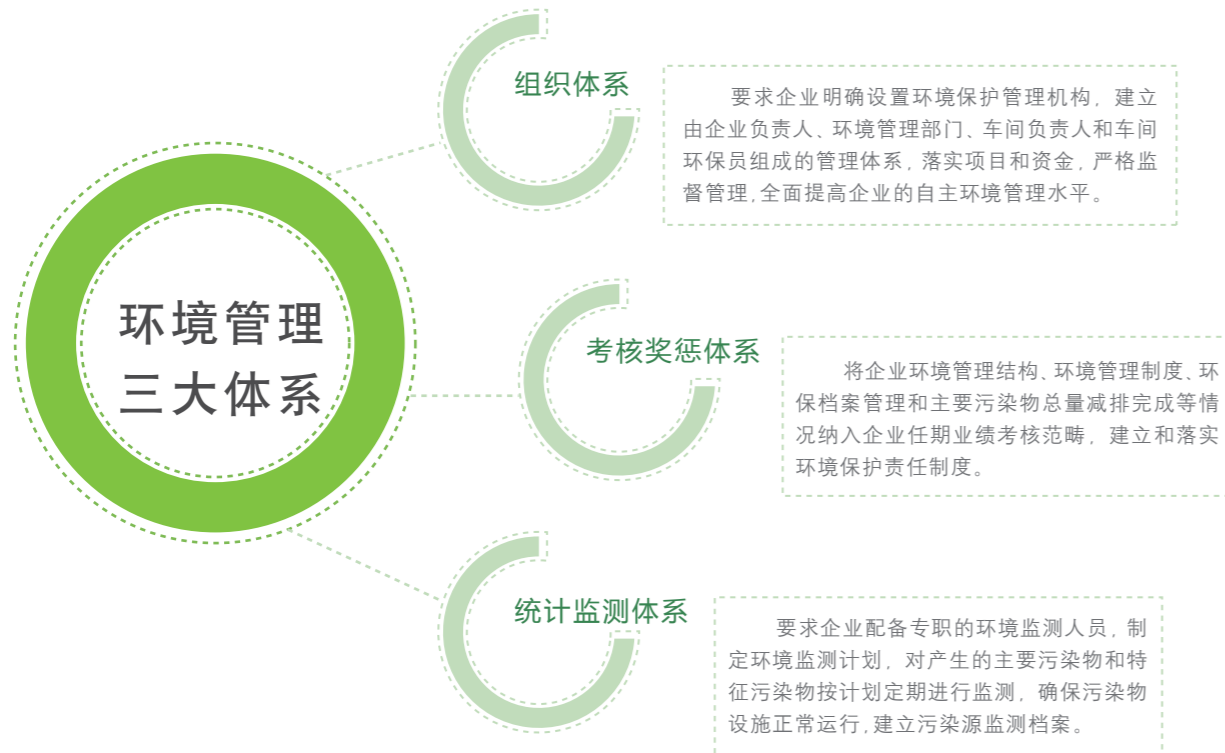 环境管理
三大体系
组织体系
要求企业明确设置环境保护管理机构，建立
由企业负责人、环境管理部门、车间负责人和车间
环保员组成的管理体系，落实项目和资金，严格监
督管理，全面提高企业的自主环境管理水平。
考核奖惩体系
将企业环境管理结构、环境管理制度、环
保档案管理和主要污染物总量减排完成等情
况纳入企业任期业绩考核范畴，建立和落实
环境保护责任制度。
统计监测体系
要求企业配备专职的环境监测人员，制
定环境监测计划，对产生的主要污染物和特
征污染物按计划定期进行监测，确保污染物
设施正常运行，建立污染源监测档案。